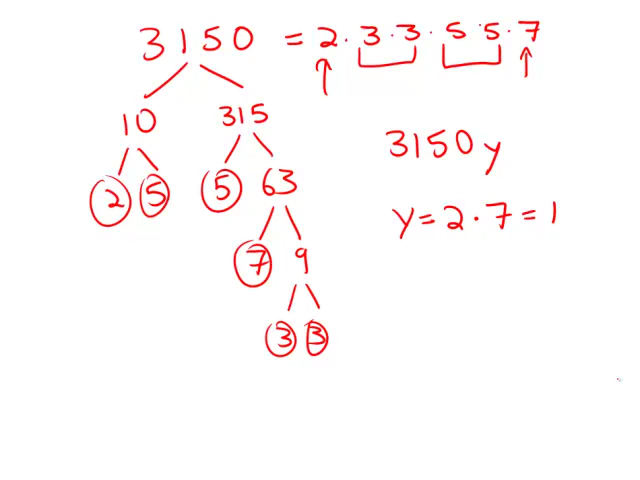 3150 = 2 · 3 · 3 · 5 · 5 · 7
10 315
3150y
2 5 5 63
y = 2 · 7 = 1
7 9
3 3